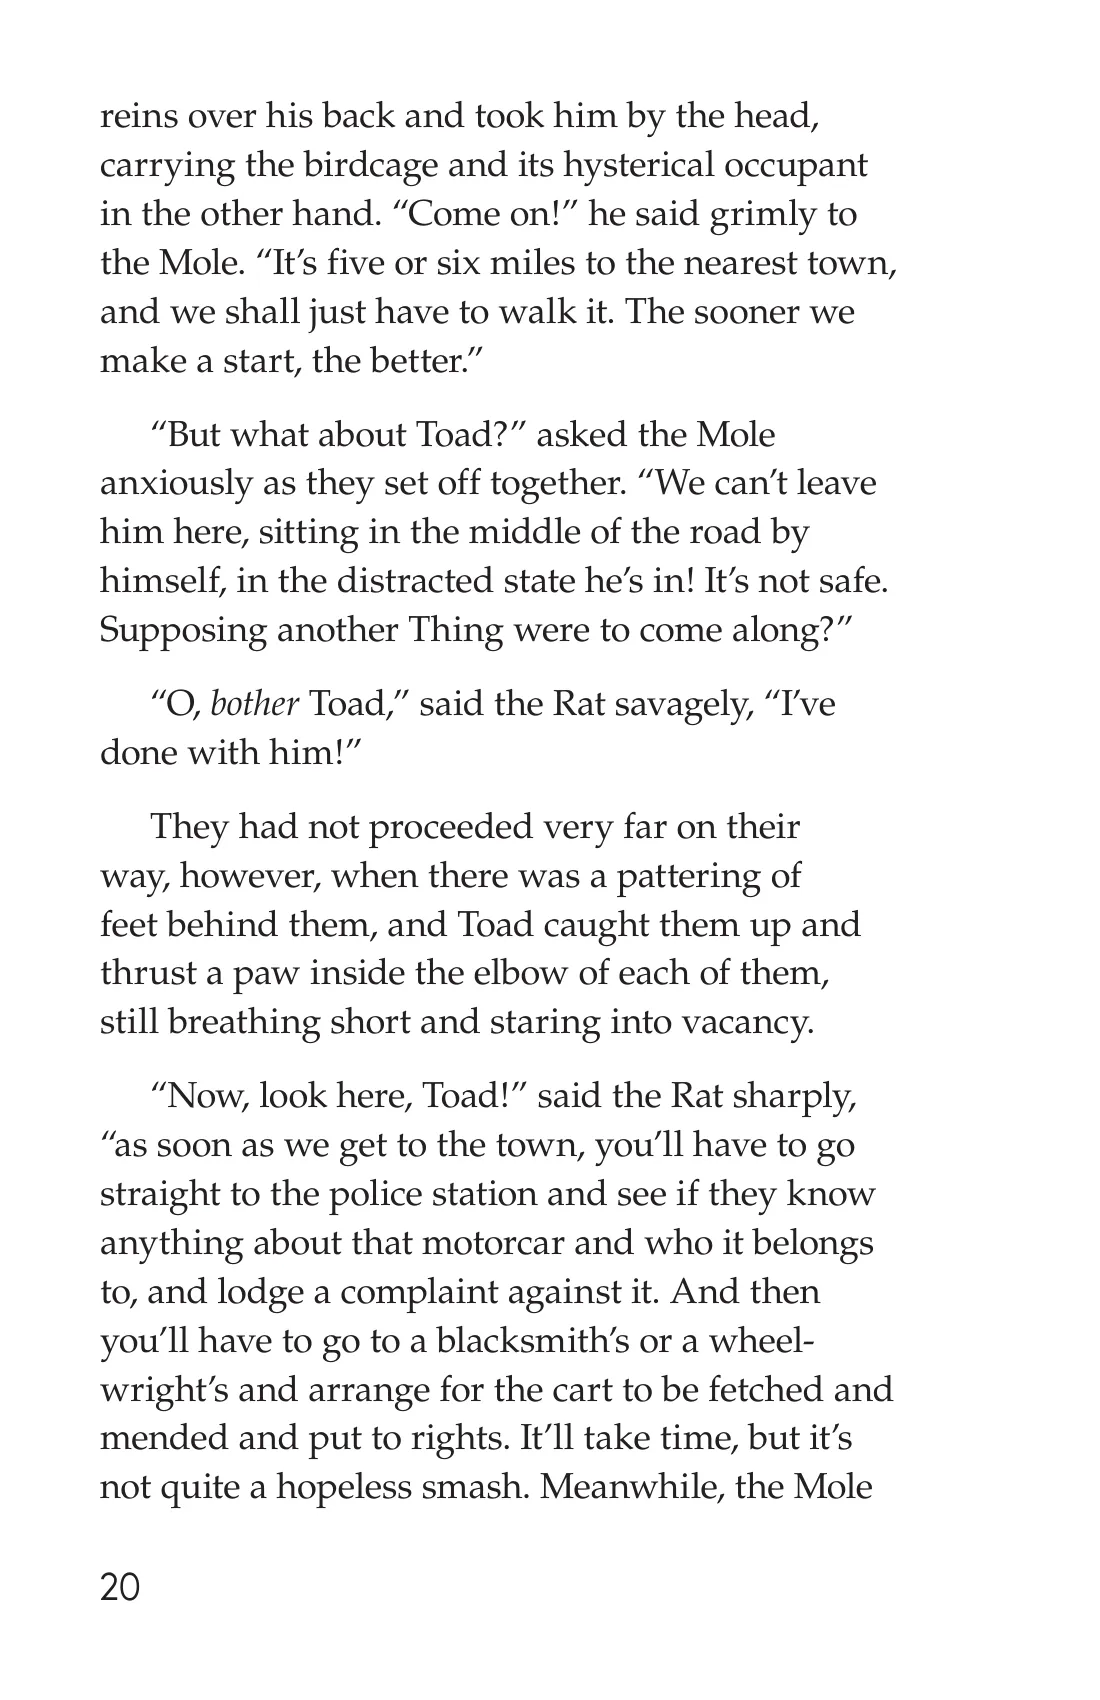 reins over his back and took him by the head,
carrying the birdcage and its hysterical occupant
in the other hand. “Come on!” he said grimly to
the Mole. “It’s five or six miles to the nearest town,
and we shall just have to walk it. The sooner we
make a start, the better.”
“But what about Toad?” asked the Mole
anxiously as they set off together. “We can’t leave
him here, sitting in the middle of the road by
himself, in the distracted state he’s in! It’s not safe.
Supposing another Thing were to come along?”
“O, bother Toad,” said the Rat savagely, “I’ve
done with him!”
They had not proceeded very far on their
way, however, when there was a pattering of
feet behind them, and Toad caught them up and
thrust a paw inside the elbow of each of them,
still breathing short and staring into vacancy.
“Now, look here, Toad!” said the Rat sharply,
“as soon as we get to the town, you’ll have to go
straight to the police station and see if they know
anything about that motorcar and who it belongs
to, and lodge a complaint against it. And then
you’ll have to go to a blacksmith’s or a wheel-
wright’s and arrange for the cart to be fetched and
mended and put to rights. It’ll take time, but it’s
not quite a hopeless smash. Meanwhile, the Mole
20